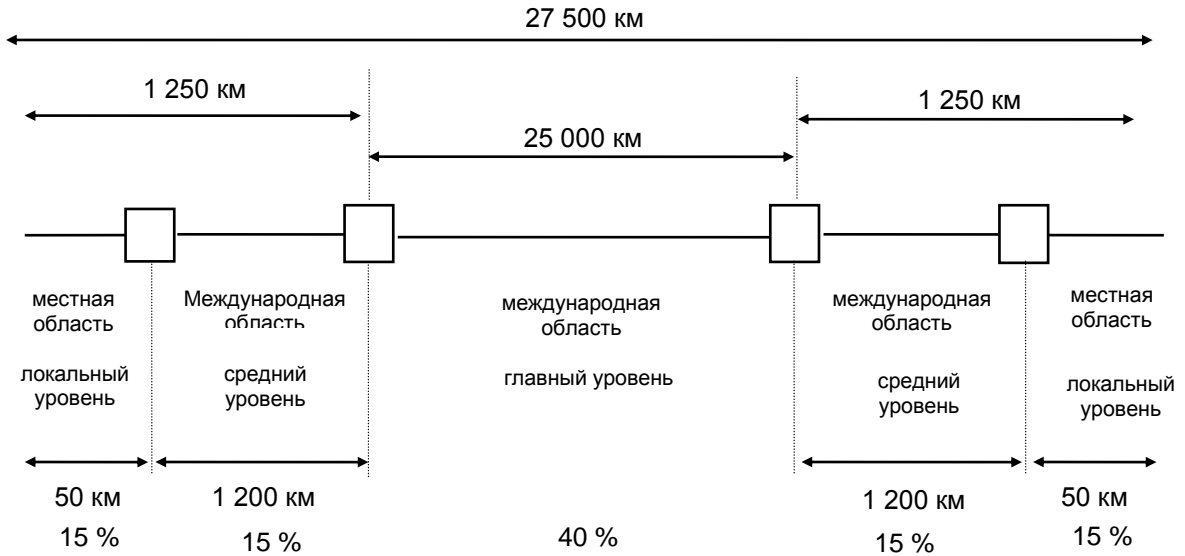 27 500 км
1 250 км
1 250 км
25 000 км
местная
область
Международная
область
международная
область
международная
область
местная
область
локальный
уровень
средний
уровень
главный уровень
средний
уровень
локальный
уровень
50 км
1 200 км
1 200 км
50 км
15 %
15 %
40 %
15 %
15 %